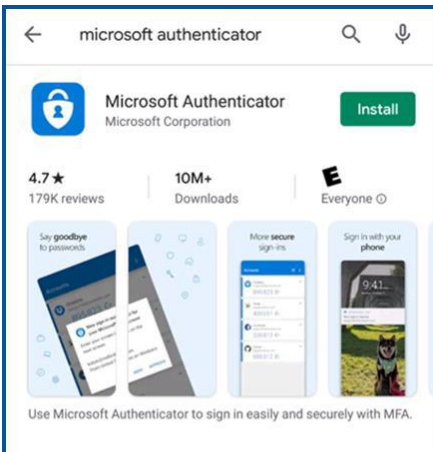 microsoft authenticator
Microsoft Authenticator
Microsoft Corporation
Install
4.7★
179K reviews
10M+
Downloads
E
Everyone
Say goodbye
to passwords
More secure
sign-ins
Sign in with your
phone
Accounts
9:41
Use Microsoft Authenticator to sign in easily and securely with MFA.